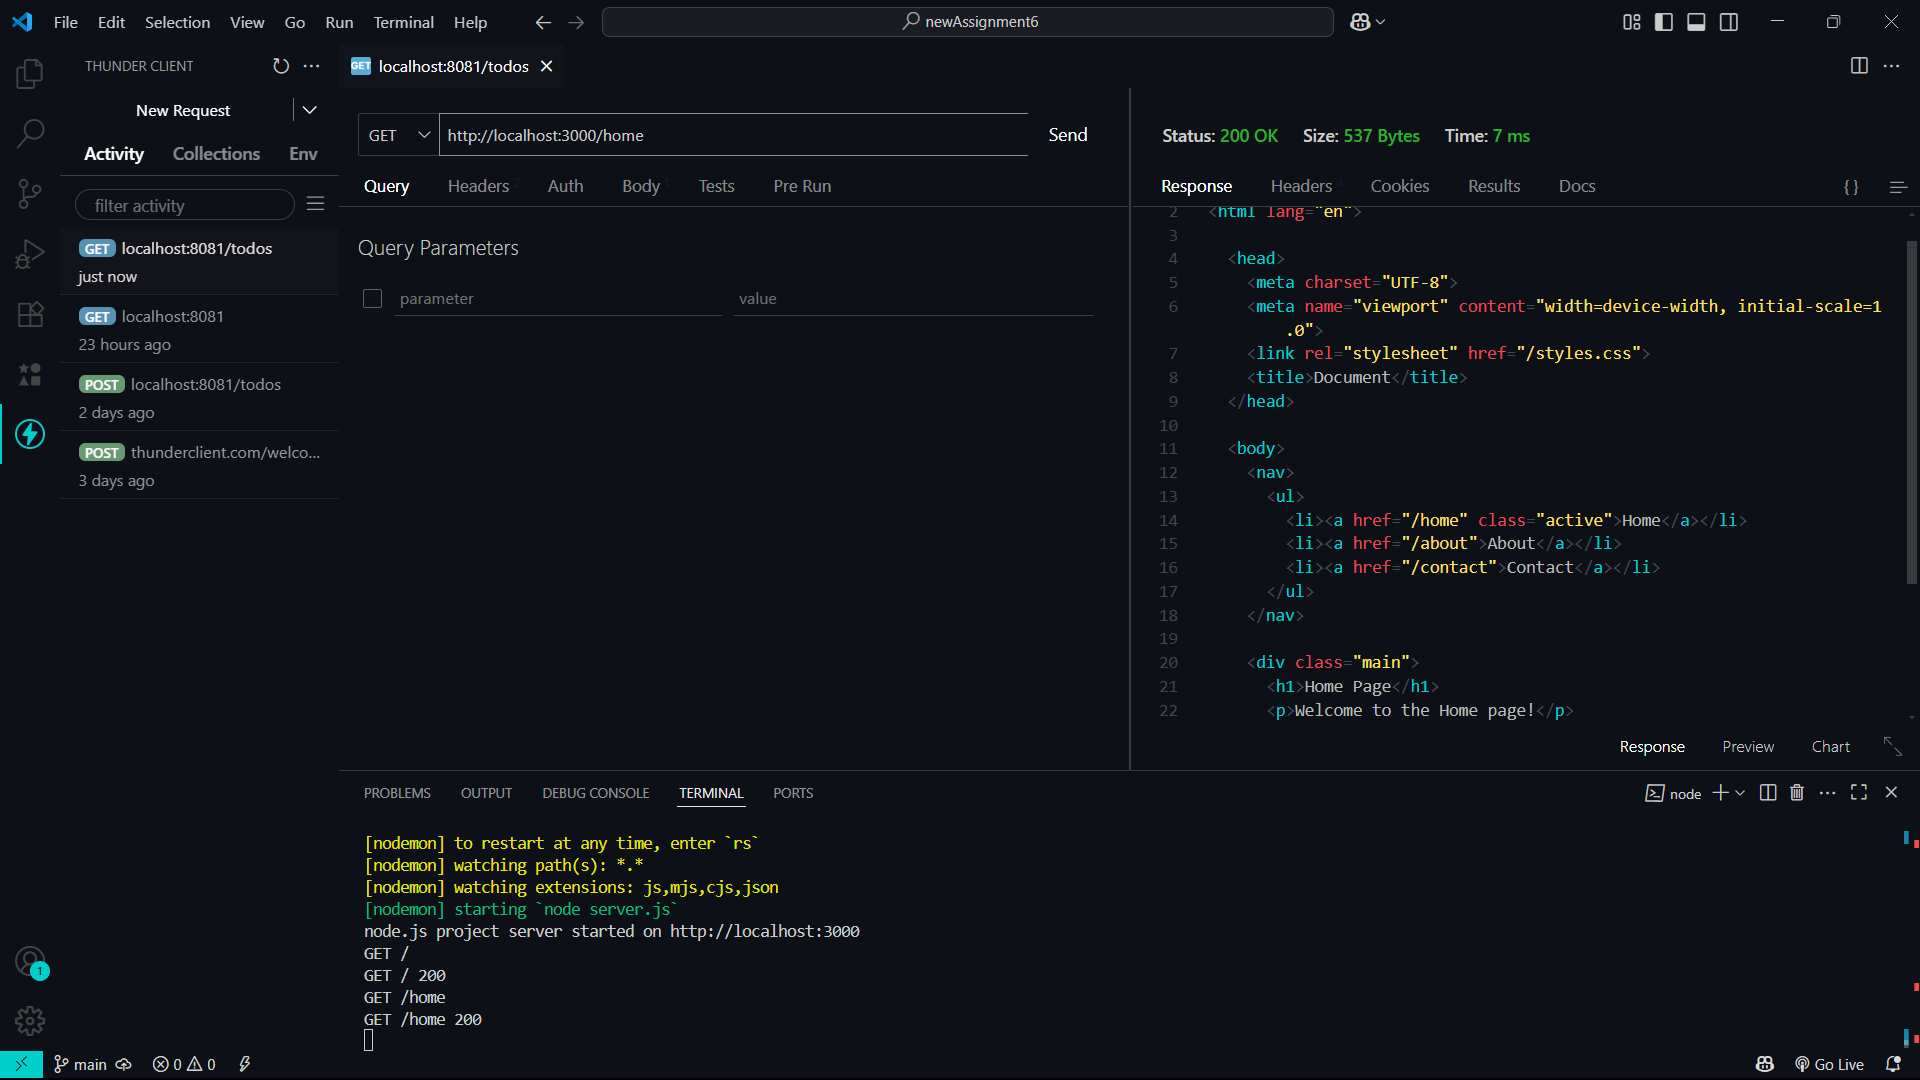 File Edit Selection View Go Run Terminal Help
newAssignment6
THUNDER CLIENT
New Request
Activity Collections Env
filter activity
GET localhost:8081/todos
just now
GET localhost:8081
23 hours ago
POST localhost:8081/todos
2 days ago
POST thunderclient.com/welco...
3 days ago
GET localhost:8081/todos
GET http://localhost:3000/home Send
Query Headers 2 Auth Body 1 Tests Pre Run
Query Parameters
parameter value
Status: 200 OK Size: 537 Bytes Time: 7 ms
Response Headers Cookies Results Docs
{ }
2 <html lang="en">
3
4 <head>
5 <meta charset="UTF-8">
6 <meta name="viewport" content="width=device-width, initial-scale=1
.0">
7 <link rel="stylesheet" href="/styles.css">
8 <title>Document</title>
9 </head>
10
11 <body>
12 <nav>
13 <ul>
14 <li><a href="/home" class="active">Home</a></li>
15 <li><a href="/about">About</a></li>
16 <li><a href="/contact">Contact</a></li>
17 </ul>
18 </nav>
19
20 <div class="main">
21 <h1>Home Page</h1>
22 <p>Welcome to the Home page!</p>
Response Preview Chart
PROBLEMS OUTPUT DEBUG CONSOLE TERMINAL PORTS
node
[nodemon] to restart at any time, enter `rs`
[nodemon] watching path(s): *.*
[nodemon] watching extensions: js,mjs,cjs,json
[nodemon] starting `node server.js`
node.js project server started on http://localhost:3000
GET /
GET / 200
GET /home
GET /home 200
1
main 0 0
Go Live